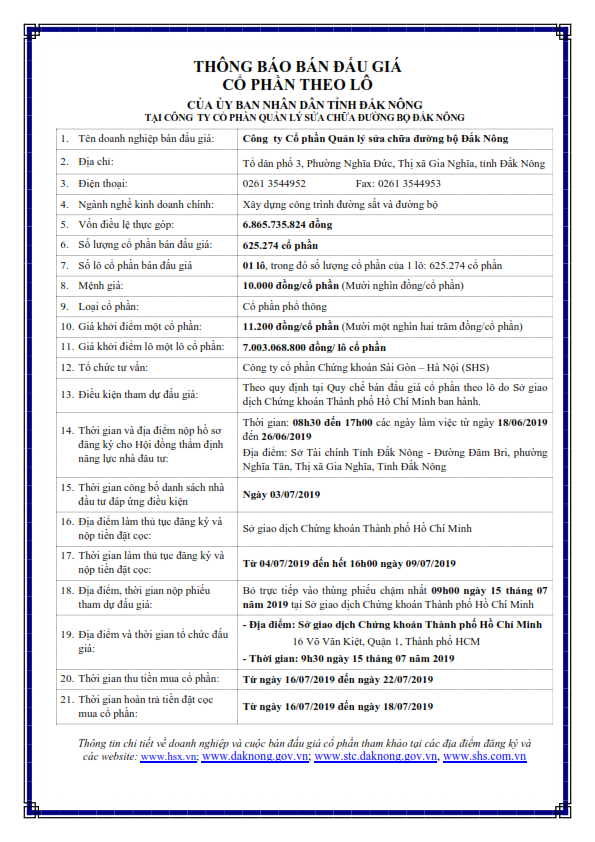 THÔNG BÁO BÁN ĐẤU GIÁ
CỔ PHẦN THEO LÔ
CỦA ỦY BAN NHÂN DÂN TỈNH ĐẮK NÔNG
TẠI CÔNG TY CỔ PHẦN QUẢN LÝ SỬA CHỮA ĐƯỜNG BỘ ĐẮK NÔNG
1. Tên doanh nghiệp bán đấu giá: Công ty Cổ phần Quản lý sửa chữa đường bộ Đắk Nông
2. Địa chỉ: Tổ dân phố 3, Phường Nghĩa Đức, Thị xã Gia Nghĩa, tỉnh Đắk Nông
3. Điện thoại: 0261 3544952 Fax: 0261 3544953
4. Ngành nghề kinh doanh chính: Xây dựng công trình đường sắt và đường bộ
5. Vốn điều lệ thực góp: 6.865.735.824 đồng
6. Số lượng cổ phần bán đấu giá: 625.274 cổ phần
7. Số lô cổ phần bán đấu giá 01 lô, trong đó số lượng cổ phần của 1 lô: 625.274 cổ phần
8. Mệnh giá: 10.000 đồng/cổ phần (Mười nghìn đồng/cổ phần)
9. Loại cổ phần: Cổ phần phổ thông
10. Giá khởi điểm một cổ phần: 11.200 đồng/cổ phần (Mười một nghìn hai trăm đồng/cổ phần)
11. Giá khởi điểm lô một lô cổ phần: 7.003.068.800 đồng/ lô cổ phần
12. Tổ chức tư vấn: Công ty cổ phần Chứng khoán Sài Gòn – Hà Nội (SHS)
13. Điều kiện tham dự đấu giá: Theo quy định tại Quy chế bán đấu giá cổ phần theo lô do Sở giao
dịch Chứng khoán Thành phố Hồ Chí Minh ban hành.
14. Thời gian và địa điểm nộp hồ sơ
đăng ký cho Hội đồng thẩm định
năng lực nhà đâu tư:
Thời gian: 08h30 đến 17h00 các ngày làm việc từ ngày 18/06/2019
đến 26/06/2019
Địa điểm: Sở Tài chính Tỉnh Đắk Nông - Đường Đăm Bri, phường
Nghĩa Tân, Thị xã Gia Nghĩa, Tỉnh Đắk Nông
15. Thời gian công bố danh sách nhà
đầu tư đáp ứng điều kiện
Ngày 03/07/2019
16. Địa điểm làm thủ tục đăng ký và
nộp tiền đặt cọc:
Sở giao dịch Chứng khoán Thành phố Hồ Chí Minh
17. Thời gian làm thủ tục đăng ký và
nộp tiền đặt cọc:
Từ 04/07/2019 đến hết 16h00 ngày 09/07/2019
18. Địa điểm, thời gian nộp phiếu
tham dự đấu giá:
Bỏ trực tiếp vào thùng phiếu chậm nhất 09h00 ngày 15 tháng 07
năm 2019 tại Sở giao dịch Chứng khoán Thành phố Hồ Chí Minh
19. Địa điểm và thời gian tổ chức đấu
giá:
- Địa điểm: Sở giao dịch Chứng khoán Thành phố Hồ Chí Minh
16 Võ Văn Kiệt, Quận 1, Thành phố HCM
- Thời gian: 9h30 ngày 15 tháng 07 năm 2019
20. Thời gian thu tiền mua cổ phần: Từ ngày 16/07/2019 đến ngày 22/07/2019
21. Thời gian hoàn trả tiền đặt cọc
mua cổ phần:
Từ ngày 16/07/2019 đến ngày 18/07/2019
Thông tin chi tiết về doanh nghiệp và cuộc bán đấu giá cổ phần tham khảo tại các địa điểm đăng ký và
các website: www.hsx.vn; www.daknong.gov.vn; www.stc.daknong.gov.vn, www.shs.com.vn